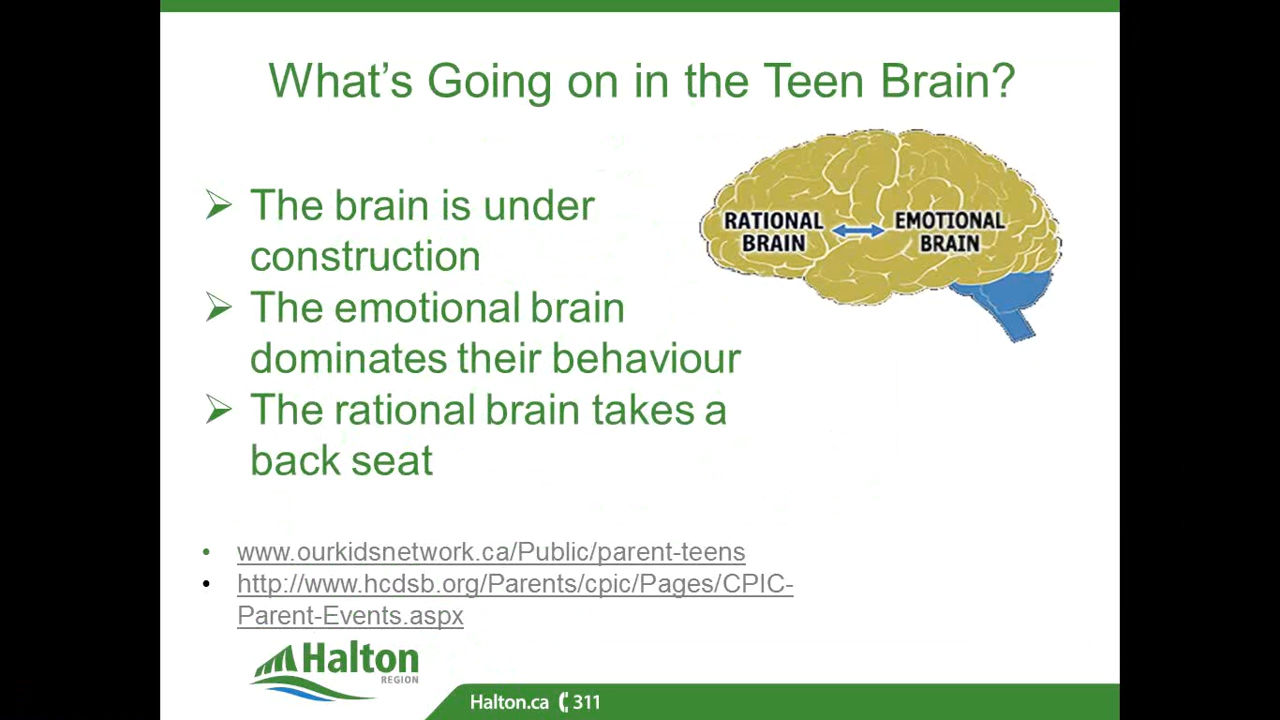 What's Going on in the Teen Brain?
The brain is under
construction
The emotional brain
dominates their behaviour
The rational brain takes a
back seat
RATIONAL
BRAIN
EMOTIONAL
BRAIN
www.ourkidsnetwork.ca/Public/parent-teens
http://www.hcdsb.org/Parents/cpic/Pages/CPIC-
Parent-Events.aspx
Halton
REGION
Halton.ca 311